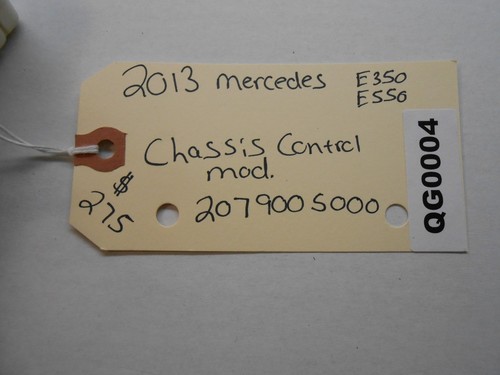 2013 mercedes E350
E550
Chassis Control
mod.
$
275
2079005000
QG0004